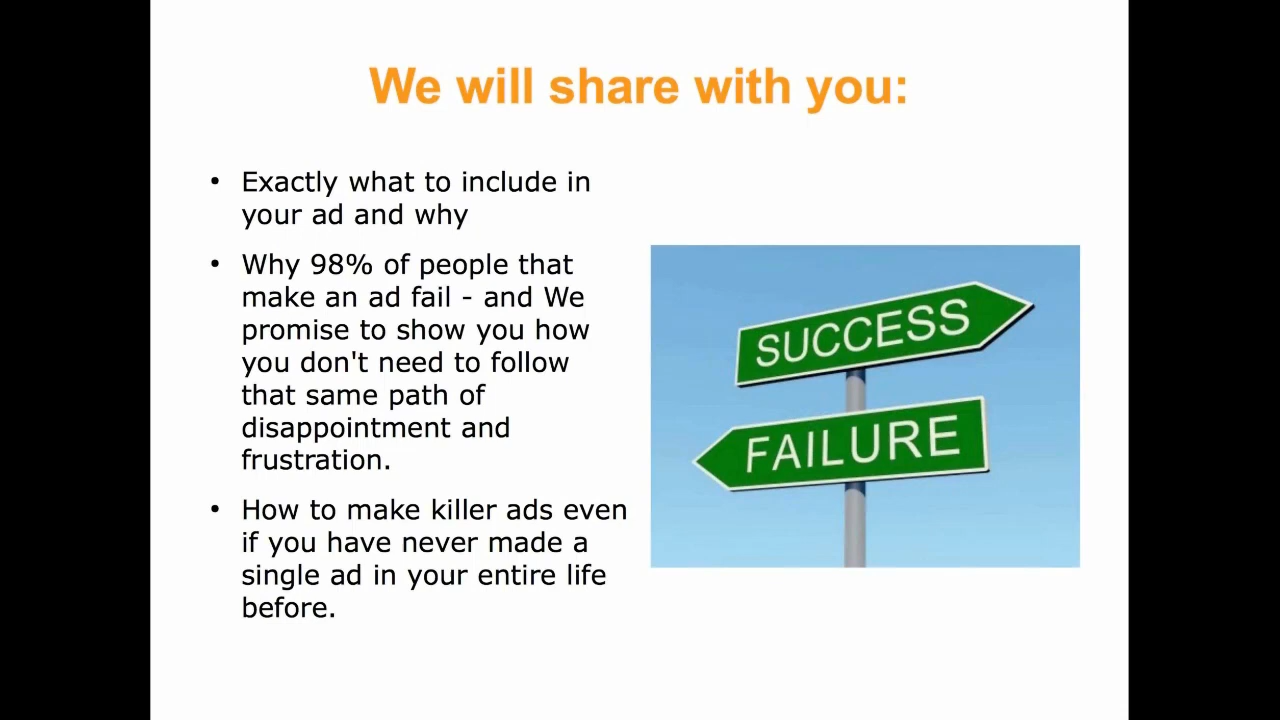 We will share with you:
• Exactly what to include in
your ad and why
• Why 98% of people that
make an ad fail - and We
promise to show you how
you don't need to follow
that same path of
disappointment and
frustration.
• How to make killer ads even
if you have never made a
single ad in your entire life
before.
SUCCESS
FAILURE